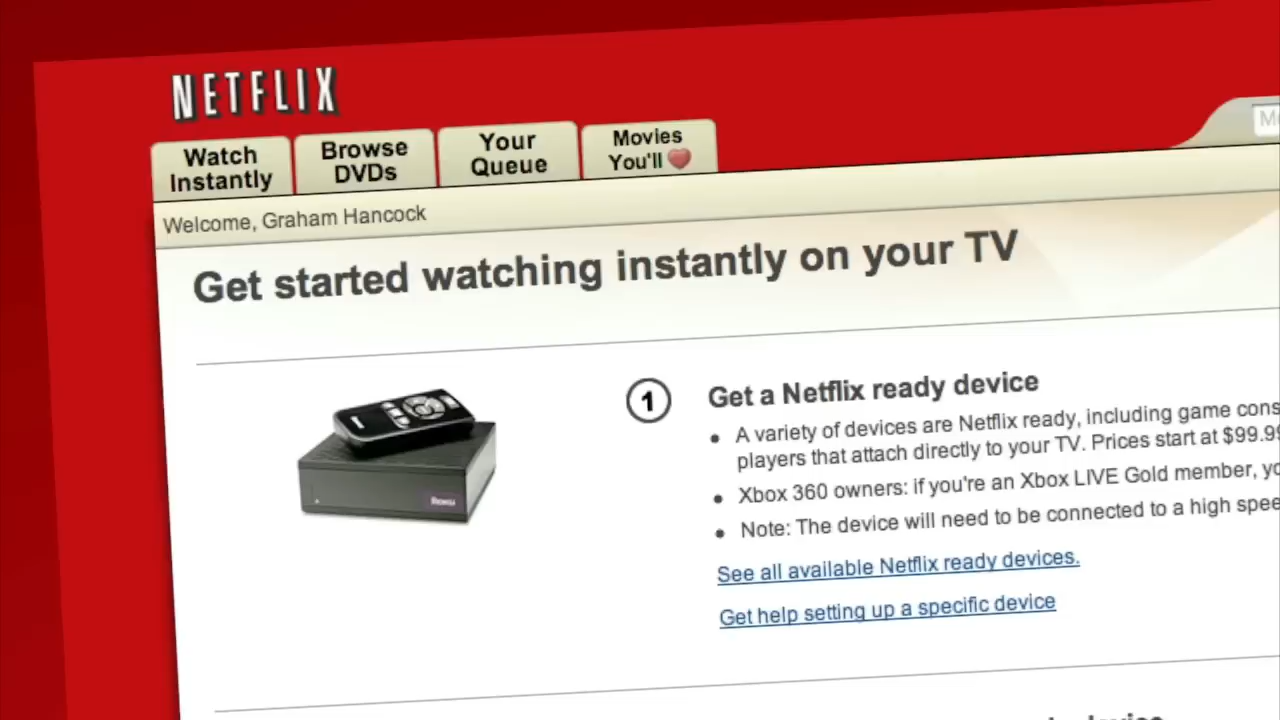 NETFLIX
Watch Instantly
Browse DVDs
Your Queue
Movies You'll
Welcome, Graham Hancock
Get started watching instantly on your TV
1
Get a Netflix ready device
A variety of devices are Netflix ready, including game
players that attach directly to your TV. Prices start at $99.99
Xbox 360 owners: if you're an Xbox LIVE Gold member,
Note: The device will need to be connected to a high
See all available Netflix ready devices.
Get help setting up a specific device
Roku